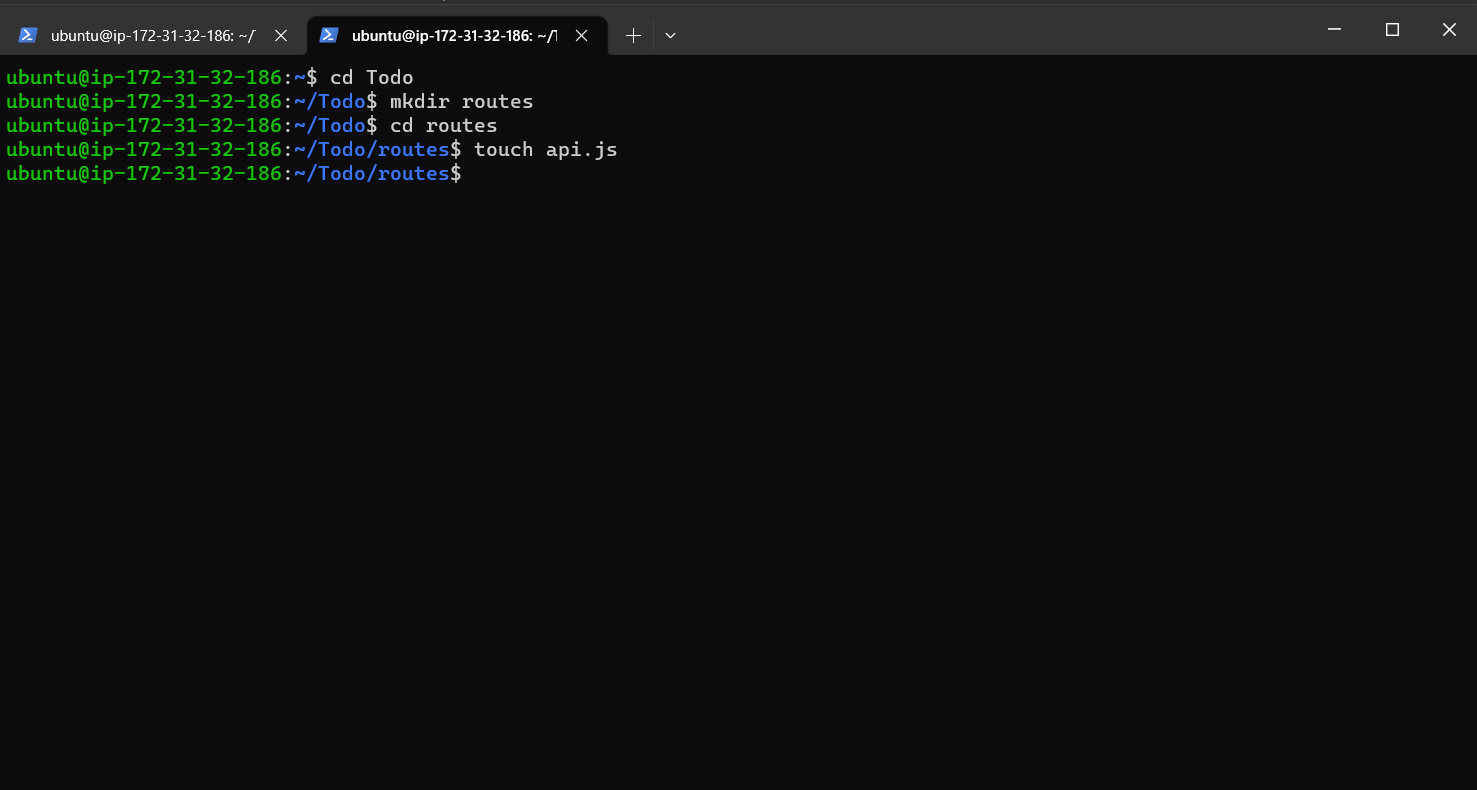 ubuntu@ip-172-31-32-186: ~/
ubuntu@ip-172-31-32-186: ~/T
ubuntu@ip-172-31-32-186:~$ cd Todo
ubuntu@ip-172-31-32-186:~/Todo$ mkdir routes
ubuntu@ip-172-31-32-186:~/Todo$ cd routes
ubuntu@ip-172-31-32-186:~/Todo/routes$ touch api.js
ubuntu@ip-172-31-32-186:~/Todo/routes$